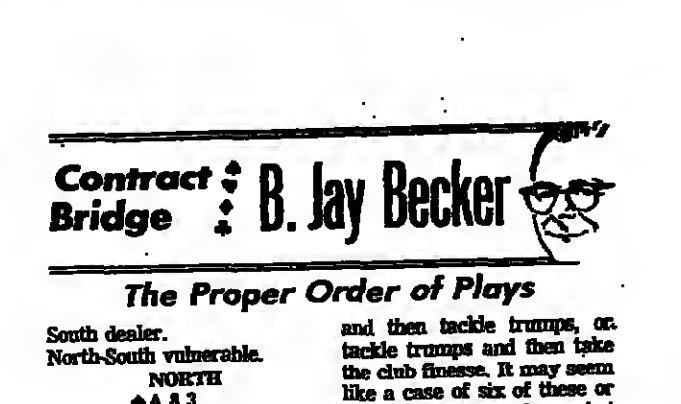 Contract
Bridge
B. Jay Becker
The Proper Order of Plays
South dealer.
North-South vulnerable.
NORTH
♠A 8 3
and then tackle trumps, or
tackle trumps and then take
the club finesse. It may seem
like a case of six of these or